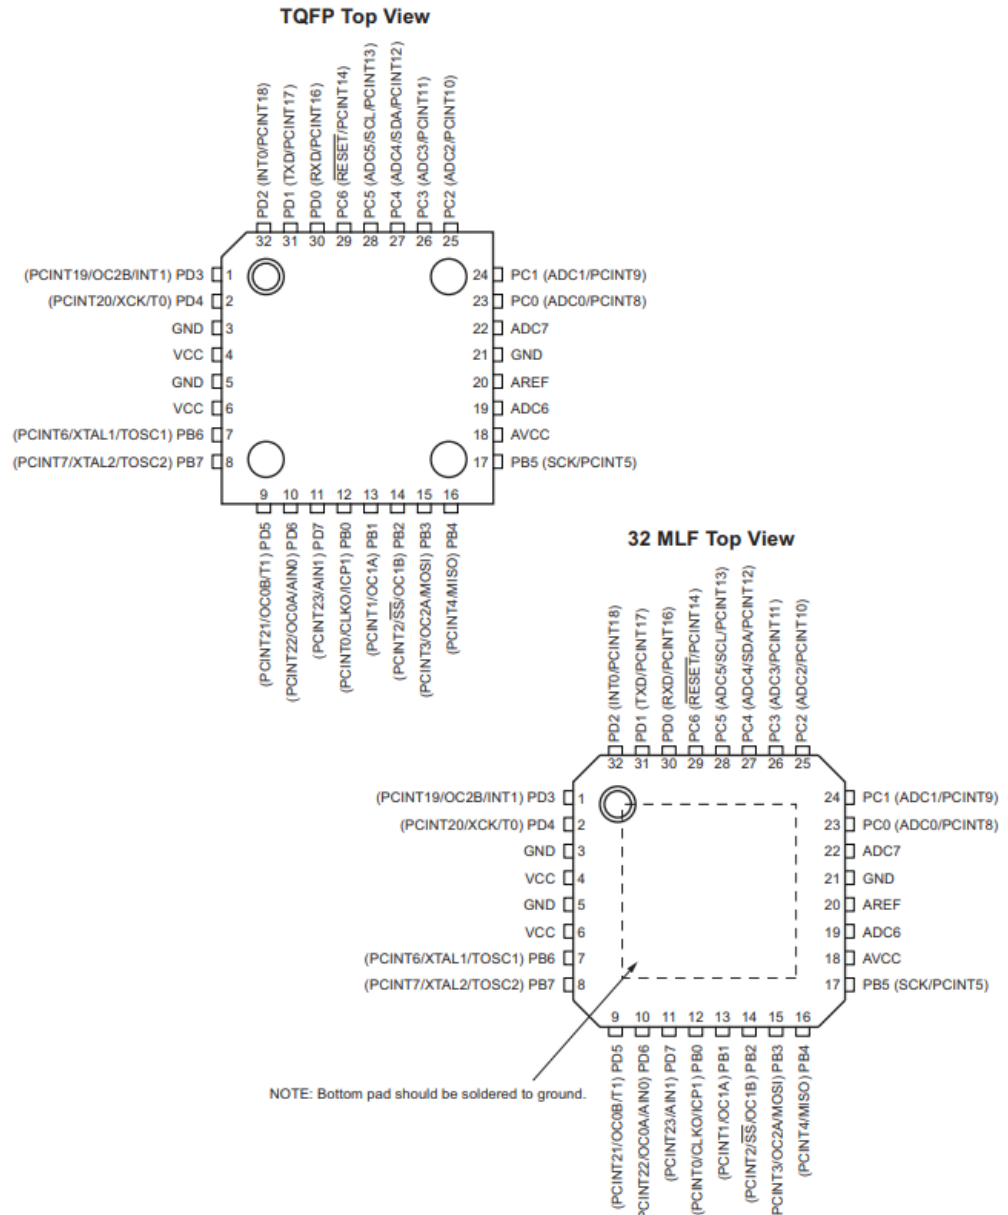 TQFP Top View
PD2 (INT0/PCINT18)
PD1 (TXD/PCINT17)
PD0 (RXD/PCINT16)
PC6 (RESET/PCINT14)
PC5 (ADC5/SCL/PCINT13)
PC4 (ADC4/SDA/PCINT12)
PC3 (ADC3/PCINT11)
PC2 (ADC2/PCINT10)
32 31 30 29 28 27 26 25
(PCINT19/OC2B/INT1) PD3 1
(PCINT20/XCK/T0) PD4 2
GND 3
VCC 4
GND 5
VCC 6
(PCINT6/XTAL1/TOSC1) PB6 7
(PCINT7/XTAL2/TOSC2) PB7 8
24 PC1 (ADC1/PCINT9)
23 PC0 (ADC0/PCINT8)
22 ADC7
21 GND
20 AREF
19 ADC6
18 AVCC
17 PB5 (SCK/PCINT5)
9 10 11 12 13 14 15 16
(PCINT21/OC0B/T1) PD5
(PCINT22/OC0A/AIN0) PD6
(PCINT23/AIN1) PD7
(PCINT0/CLKO/ICP1) PB0
(PCINT1/OC1A) PB1
(PCINT2/SS/OC1B) PB2
(PCINT3/OC2A/MOSI) PB3
(PCINT4/MISO) PB4
32 MLF Top View
PD2 (INT0/PCINT18)
PD1 (TXD/PCINT17)
PD0 (RXD/PCINT16)
PC6 (RESET/PCINT14)
PC5 (ADC5/SCL/PCINT13)
PC4 (ADC4/SDA/PCINT12)
PC3 (ADC3/PCINT11)
PC2 (ADC2/PCINT10)
32 31 30 29 28 27 26 25
(PCINT19/OC2B/INT1) PD3 1
(PCINT20/XCK/T0) PD4 2
GND 3
VCC 4
GND 5
VCC 6
(PCINT6/XTAL1/TOSC1) PB6 7
(PCINT7/XTAL2/TOSC2) PB7 8
24 PC1 (ADC1/PCINT9)
23 PC0 (ADC0/PCINT8)
22 ADC7
21 GND
20 AREF
19 ADC6
18 AVCC
17 PB5 (SCK/PCINT5)
9 10 11 12 13 14 15 16
(PCINT21/OC0B/T1) PD5
PCINT22/OC0A/AIN0) PD6
(PCINT23/AIN1) PD7
(PCINT0/CLKO/ICP1) PB0
(PCINT1/OC1A) PB1
(PCINT2/SS/OC1B) PB2
PCINT3/OC2A/MOSI) PB3
(PCINT4/MISO) PB4
NOTE: Bottom pad should be soldered to ground.